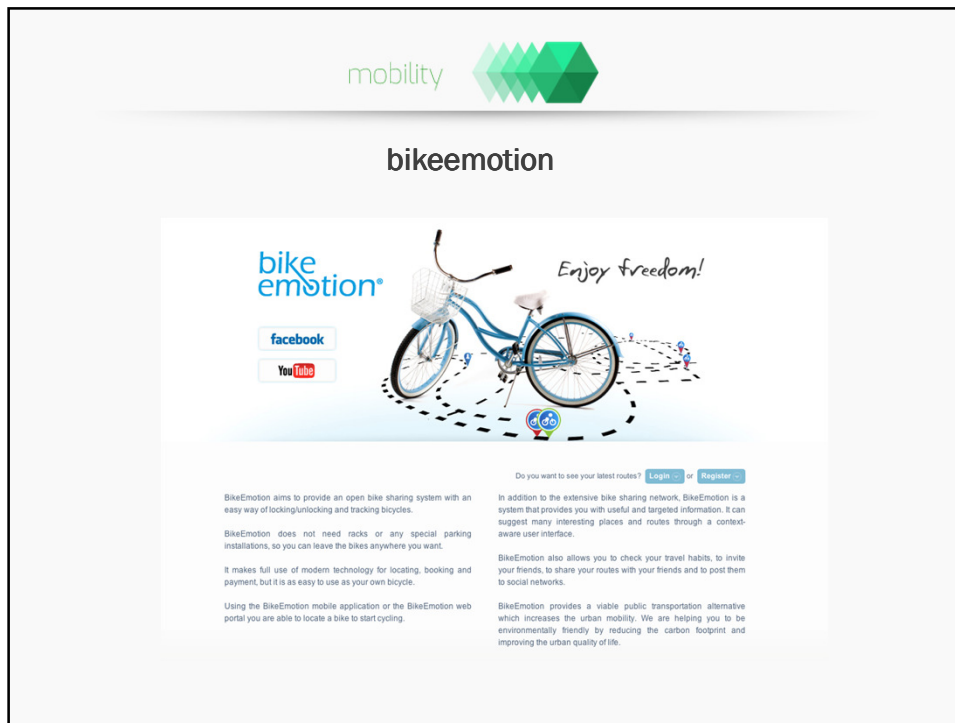 mobility
bikeemotion
bike
emotion®
Enjoy freedom!
facebook
YouTube
Do you want to see your latest routes? Login or Register
BikeEmotion aims to provide an open bike sharing system with an
easy way of locking/unlocking and tracking bicycles.
BikeEmotion does not need racks or any special parking
installations, so you can leave the bikes anywhere you want.
It makes full use of modern technology for locating, booking and
payment, but it is as easy to use as your own bicycle.
Using the BikeEmotion mobile application or the BikeEmotion web
portal you are able to locate a bike to start cycling.
In addition to the extensive bike sharing network, BikeEmotion is a
system that provides you with useful and targeted information. It can
suggest many interesting places and routes through a context-
aware user interface.
BikeEmotion also allows you to check your travel habits, to invite
your friends, to share your routes with your friends and to post them
to social networks.
BikeEmotion provides a viable public transportation alternative
which increases the urban mobility. We are helping you to be
environmentally friendly by reducing the carbon footprint and
improving the urban quality of life.